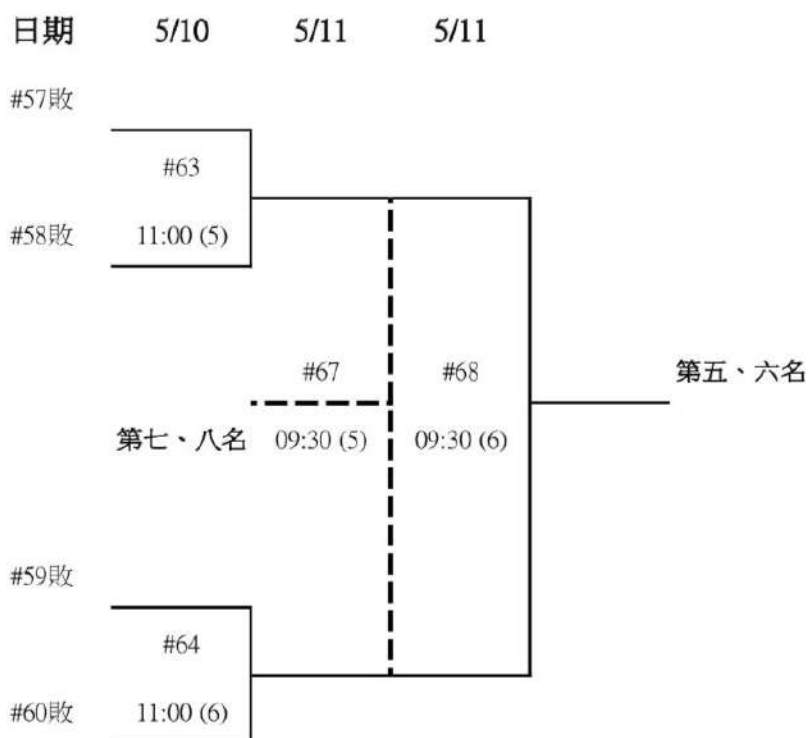 日期 5/10 5/11 5/11
#57敗
#63
#58敗 11:00 (5)
#67 #68 第五、六名
第七、八名 09:30 (5) 09:30 (6)
#59敗
#64
#60敗 11:00 (6)